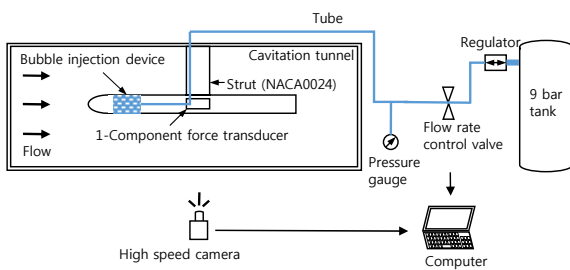 Tube
Regulator
Cavitation tunnel
Bubble injection device
Strut (NACA0024)
9 bar
tank
1-Component force transducer
Flow rate
control valve
Flow
Pressure
gauge
High speed camera
Computer